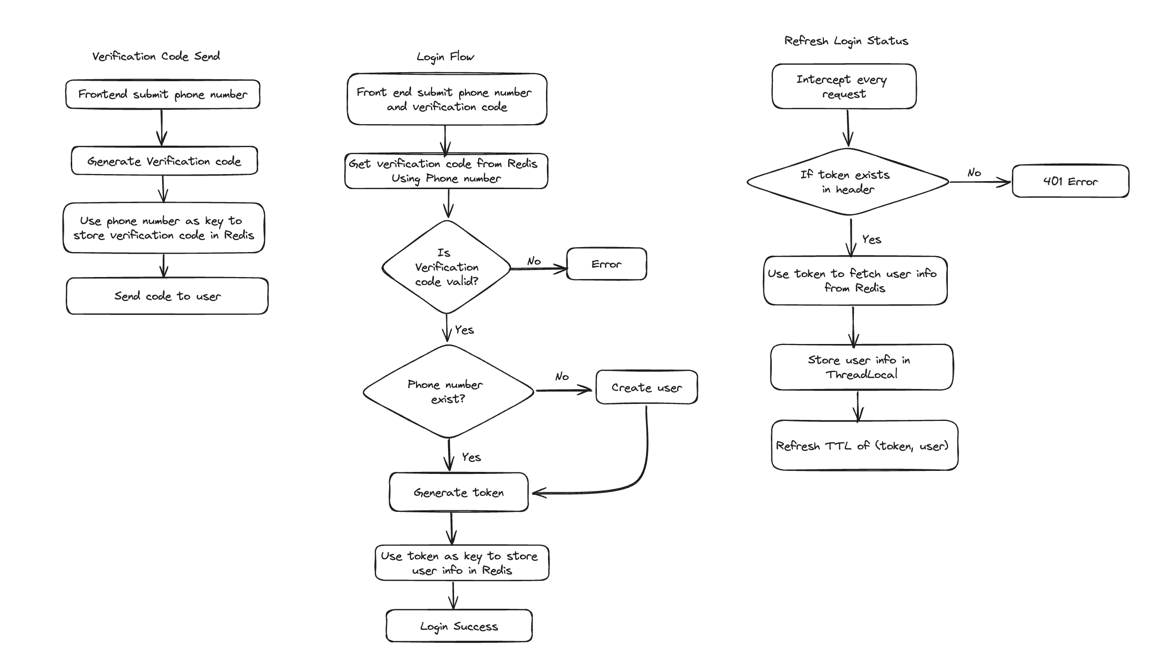 Verification Code Send
Frontend submit phone number
Generate Verification code
Use phone number as key to
store verification code in Redis
Send code to user
Login Flow
Front end submit phone number
and verification code
Get verification code from Redis
Using Phone number
Is
Verification
code valid?
No
Error
Yes
Phone number
exist?
No
Create user
Yes
Generate token
Use token as key to store
user info in Redis
Login Success
Refresh Login Status
Intercept every
request
If token exists
in header
No
401 Error
Yes
Use token to fetch user info
from Redis
Store user info in
ThreadLocal
Refresh TTL of (token, user)